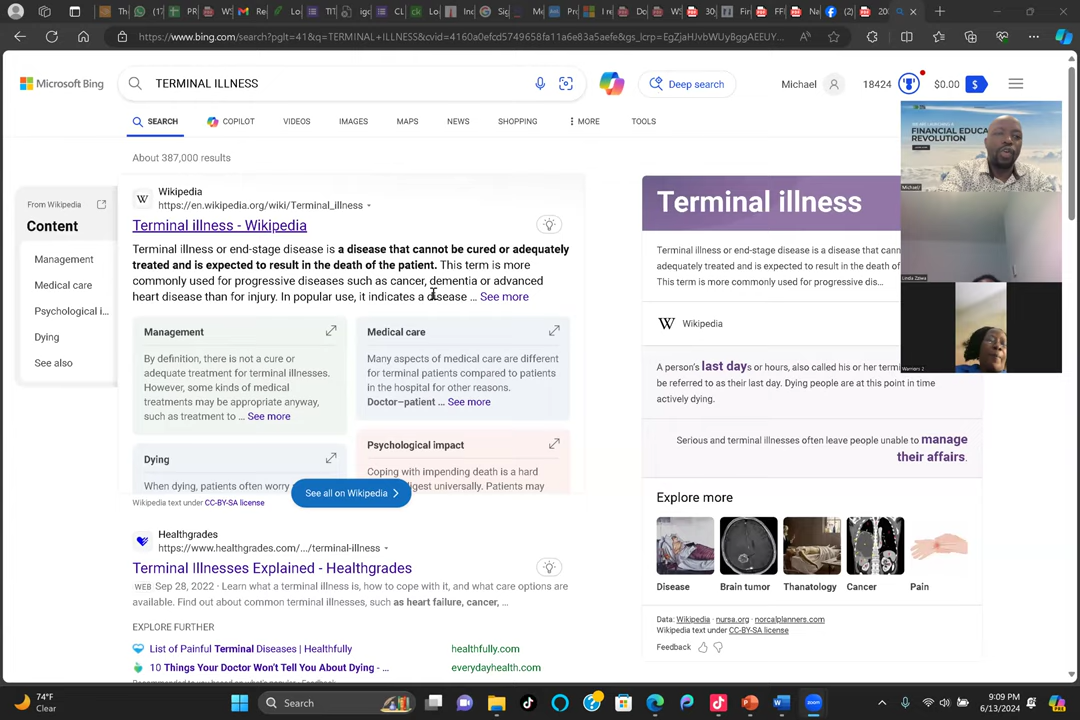 https://www.bing.com/search?pglt=41&q=TERMINAL+ILLNESS&cvid=4160a0efcd5749658fa11a6e83a5aefe&gs_lcrp=EgZjaHJvbWUyBggAEEUY...
Microsoft Bing
TERMINAL ILLNESS
Deep search
Michael
18424
$0.00
SEARCH
COPILOT
VIDEOS
IMAGES
MAPS
NEWS
SHOPPING
MORE
TOOLS
About 387,000 results
From Wikipedia
Content
Management
Medical care
Psychological i...
Dying
See also
Wikipedia
https://en.wikipedia.org/wiki/Terminal_illness
Terminal illness - Wikipedia
Terminal illness or end-stage disease is a disease that cannot be cured or adequately
treated and is expected to result in the death of the patient. This term is more
commonly used for progressive diseases such as cancer, dementia or advanced
heart disease than for injury. In popular use, it indicates a disease ... See more
Management
By definition, there is not a cure or
adequate treatment for terminal illnesses.
However, some kinds of medical
treatments may be appropriate anyway,
such as treatment to ... See more
Medical care
Many aspects of medical care are different
for terminal patients compared to patients
in the hospital for other reasons.
Doctor–patient ... See more
Dying
When dying, patients often worry
Psychological impact
Coping with impending death is a hard
digest universally. Patients may
See all on Wikipedia
Wikipedia text under CC-BY-SA license
Healthgrades
https://www.healthgrades.com/.../terminal-illness
Terminal Illnesses Explained - Healthgrades
WEB Sep 28, 2022 · Learn what a terminal illness is, how to cope with it, and what care options are
available. Find out about common terminal illnesses, such as heart failure, cancer, ...
EXPLORE FURTHER
List of Painful Terminal Diseases | Healthfully
healthfully.com
10 Things Your Doctor Won't Tell You About Dying - ...
everydayhealth.com
Terminal illness
Terminal illness or end-stage disease is a disease that cann
adequately treated and is expected to result in the death of
This term is more commonly used for progressive dis...
Wikipedia
A person's last days or hours, also called his or her termi
be referred to as their last day. Dying people are at this point in time
actively dying.
Serious and terminal illnesses often leave people unable to manage
their affairs.
Explore more
Disease
Brain tumor
Thanatology
Cancer
Pain
Data: Wikipedia · nursa.org · norcalplanners.com
Wikipedia text under CC-BY-SA license
Feedback
FINANCIAL EDUCA
REVOLUTION
Michael
Linda Zziwa
Warriors 2
74°F
Clear
Search
9:09 PM
6/13/2024